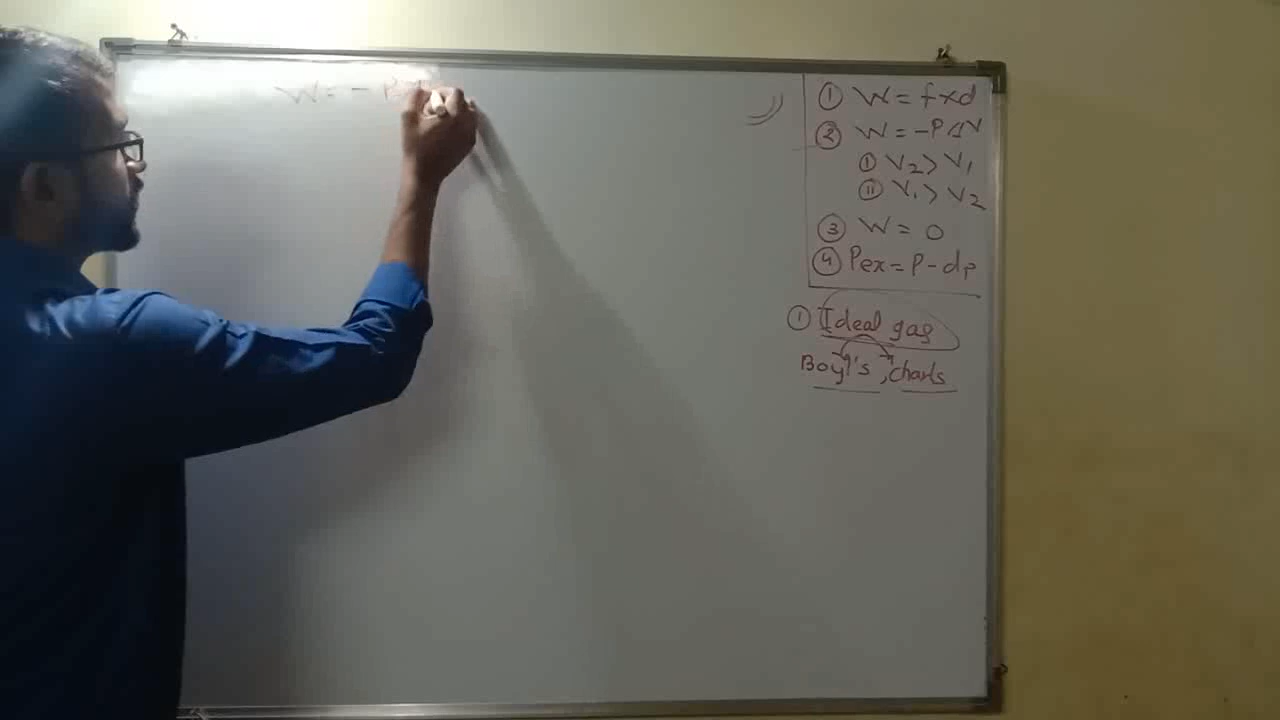 W = - P
① W = f×d
② W = -PΔV
① V₂ > V₁
⑪ V₁ > V₂
③ W = 0
④ Pex = P - dp
① Ideal gas
Boyl's, charls